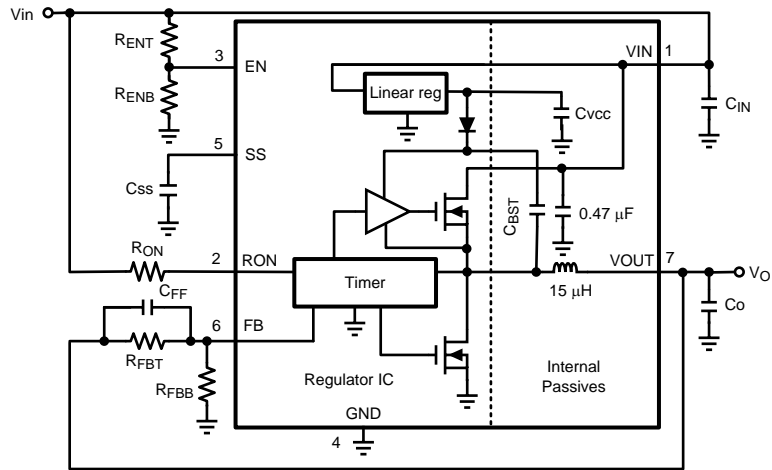 Vin
RENT
3
EN
RENB
5
SS
Css
RON
2
RON
CFF
6
FB
RFBT
RFBB
Linear reg
VIN
1
Cvcc
CIN
CBST
0.47 µF
Timer
VOUT
7
VO
15 µH
Co
Regulator IC
Internal
Passives
GND
4